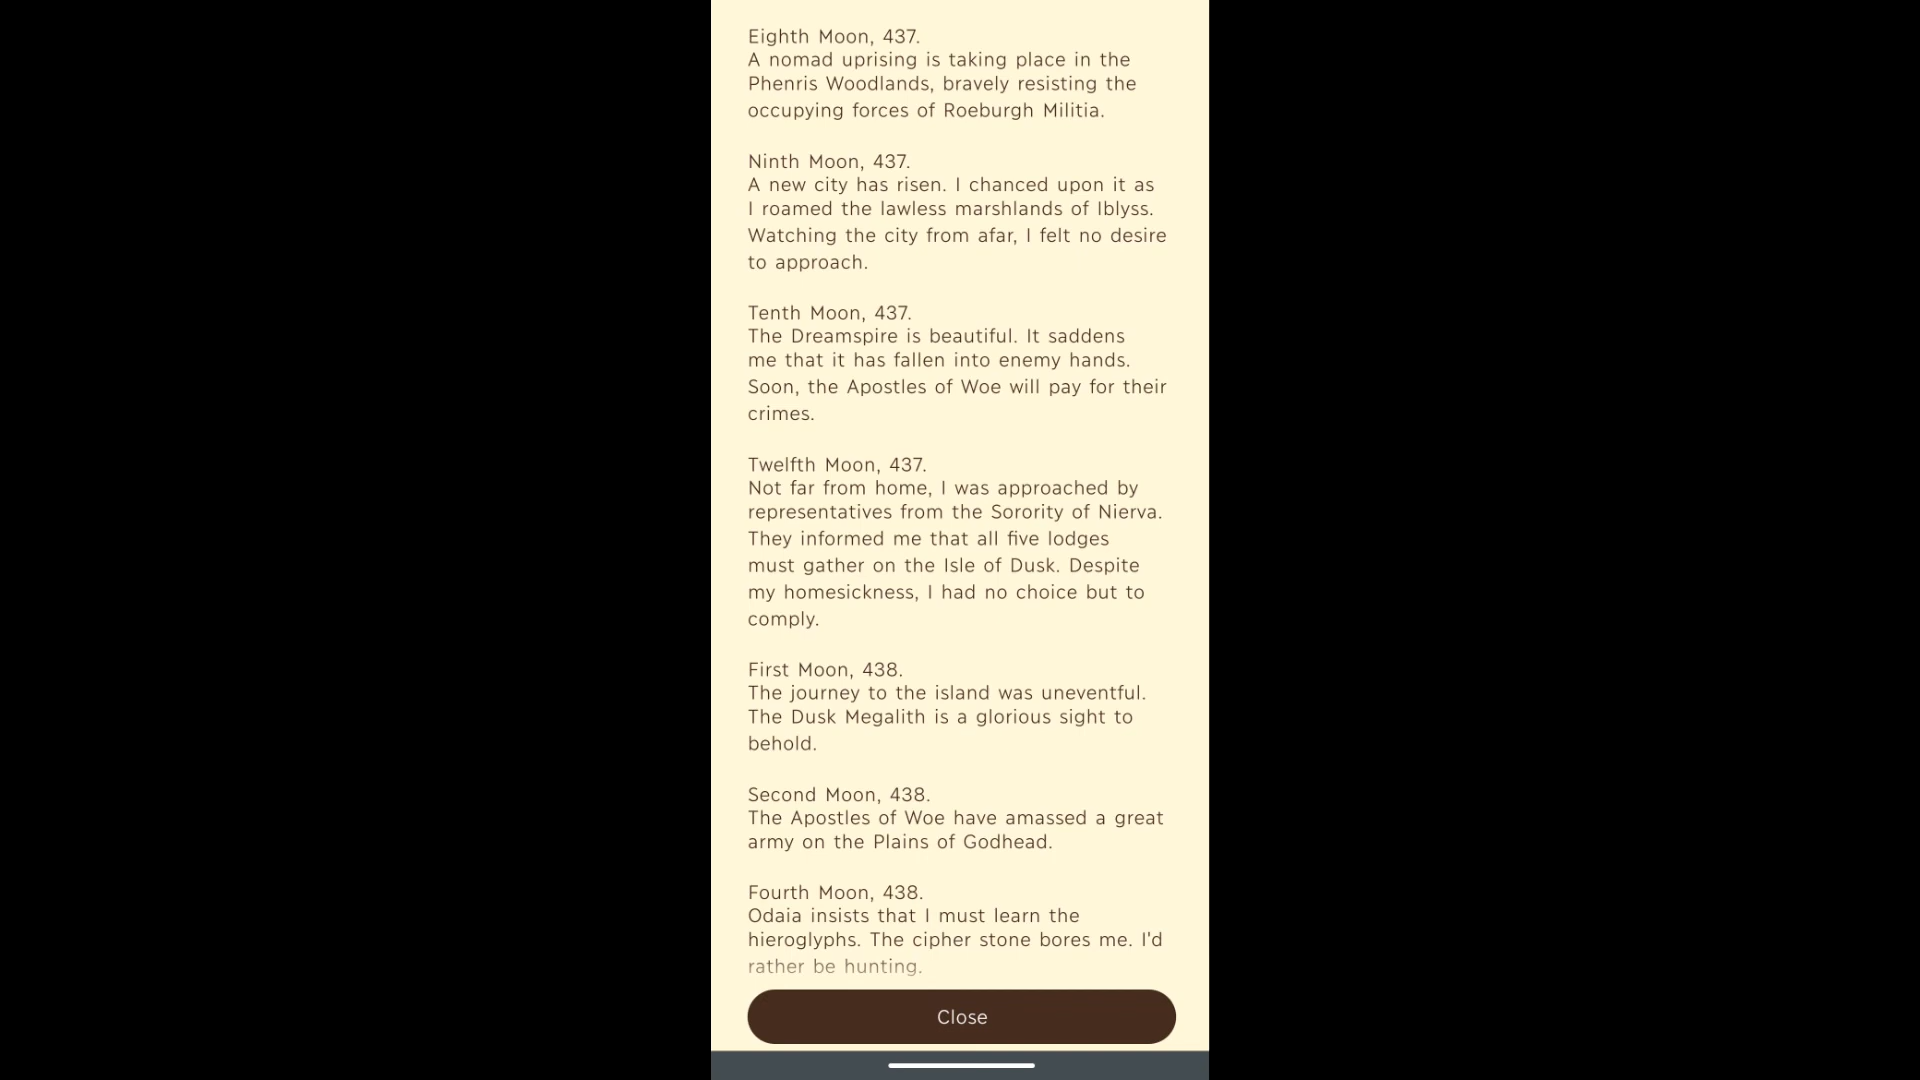 Eighth Moon, 437.
A nomad uprising is taking place in the
Phenris Woodlands, bravely resisting the
occupying forces of Roeburgh Militia.
Ninth Moon, 437.
A new city has risen. I chanced upon it as
I roamed the lawless marshlands of Iblyss.
Watching the city from afar, I felt no desire
to approach.
Tenth Moon, 437.
The Dreamspire is beautiful. It saddens
me that it has fallen into enemy hands.
Soon, the Apostles of Woe will pay for their
crimes.
Twelfth Moon, 437.
Not far from home, I was approached by
representatives from the Sorority of Nierva.
They informed me that all five lodges
must gather on the Isle of Dusk. Despite
my homesickness, I had no choice but to
comply.
First Moon, 438.
The journey to the island was uneventful.
The Dusk Megalith is a glorious sight to
behold.
Second Moon, 438.
The Apostles of Woe have amassed a great
army on the Plains of Godhead.
Fourth Moon, 438.
Odaia insists that I must learn the
hieroglyphs. The cipher stone bores me. I'd
rather be hunting.
Close